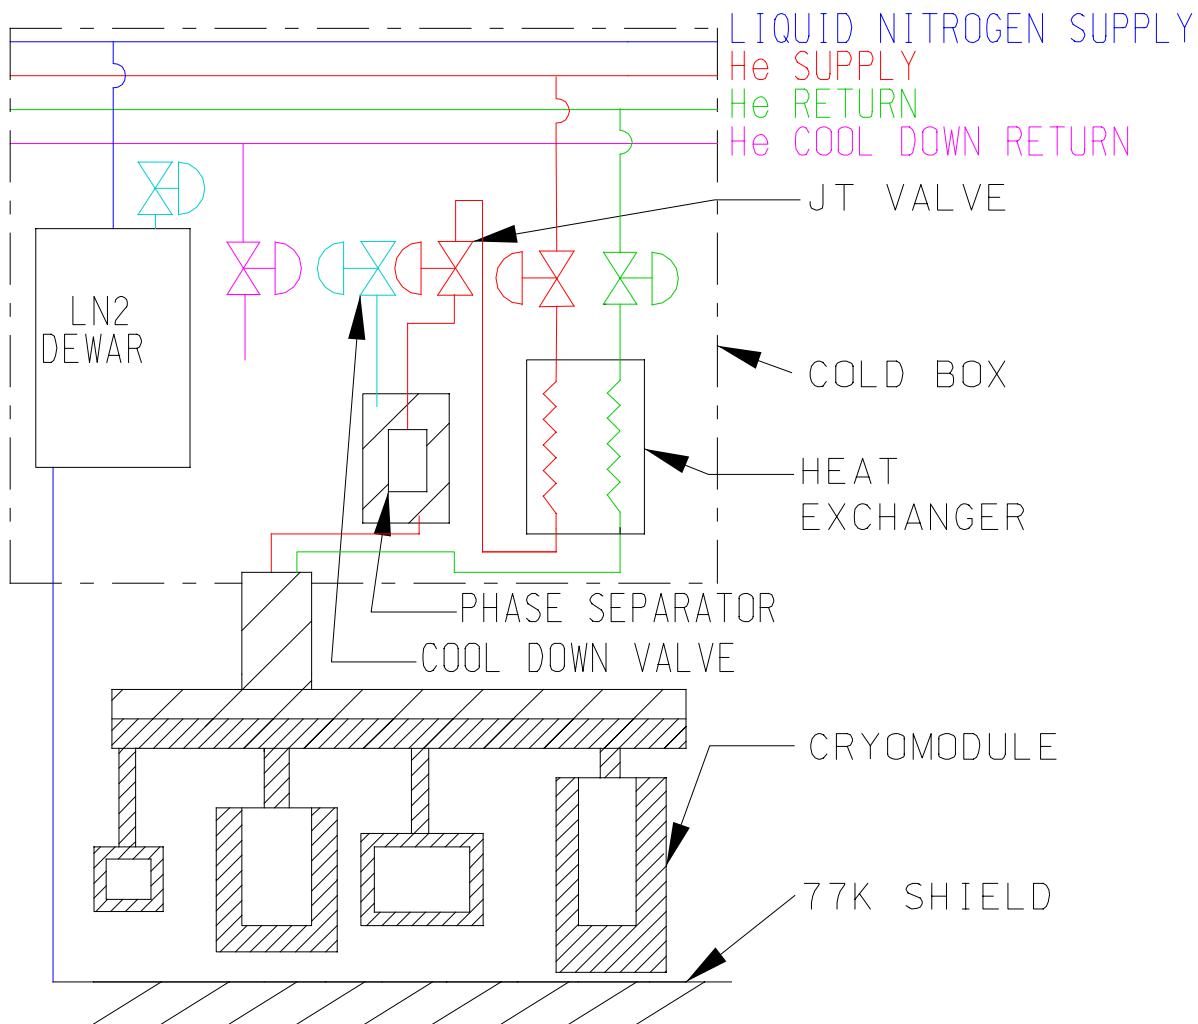 LIQUID NITROGEN SUPPLY
He SUPPLY
He RETURN
He COOL DOWN RETURN
JT VALVE
LN2
DEWAR
COLD BOX
HEAT
EXCHANGER
PHASE SEPARATOR
COOL DOWN VALVE
CRYOMODULE
77K SHIELD